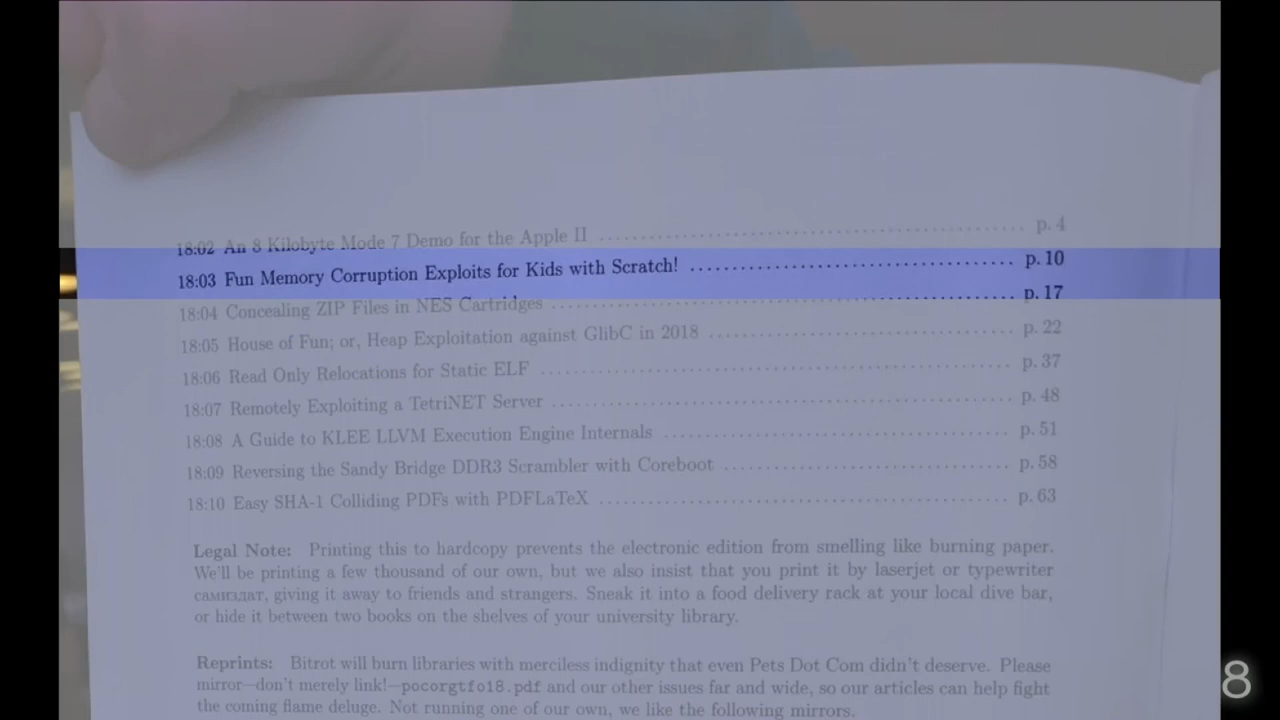 18:02 An 8 Kilobyte Mode 7 Demo for the Apple II ........................................ p. 4
18:03 Fun Memory Corruption Exploits for Kids with Scratch! ............................... p. 10
18:04 Concealing ZIP Files in NES Cartridges ............................................. p. 17
18:05 House of Fun; or, Heap Exploitation against GlibC in 2018 ............................ p. 22
18:06 Read Only Relocations for Static ELF .............................................. p. 37
18:07 Remotely Exploiting a TetriNET Server ............................................. p. 48
18:08 A Guide to KLEE LLVM Execution Engine Internals ................................. p. 51
18:09 Reversing the Sandy Bridge DDR3 Scrambler with Coreboot ............................ p. 58
18:10 Easy SHA-1 Colliding PDFs with PDFLaTeX ........................................ p. 63
Legal Note: Printing this to hardcopy prevents the electronic edition from smelling like burning paper.
We'll be printing a few thousand of our own, but we also insist that you print it by laserjet or typewriter
самиздат, giving it away to friends and strangers. Sneak it into a food delivery rack at your local dive bar,
or hide it between two books on the shelves of your university library.
Reprints: Bitrot will burn libraries with merciless indignity that even Pets Dot Com didn't deserve. Please
mirror—don't merely link!—pocorgtfo18.pdf and our other issues far and wide, so our articles can help fight
the coming flame deluge. Not running one of our own, we like the following mirrors.
8